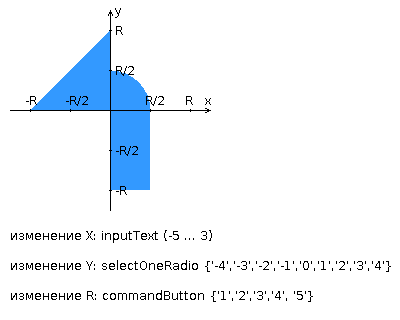 y
R
R/2
-R -R/2 R/2 R x
-R/2
-R
изменение X: inputText (-5 ... 3)
изменение Y: selectOneRadio {'-4','-3','-2','-1','0','1','2','3','4'}
изменение R: commandButton {'1','2','3','4', '5'}